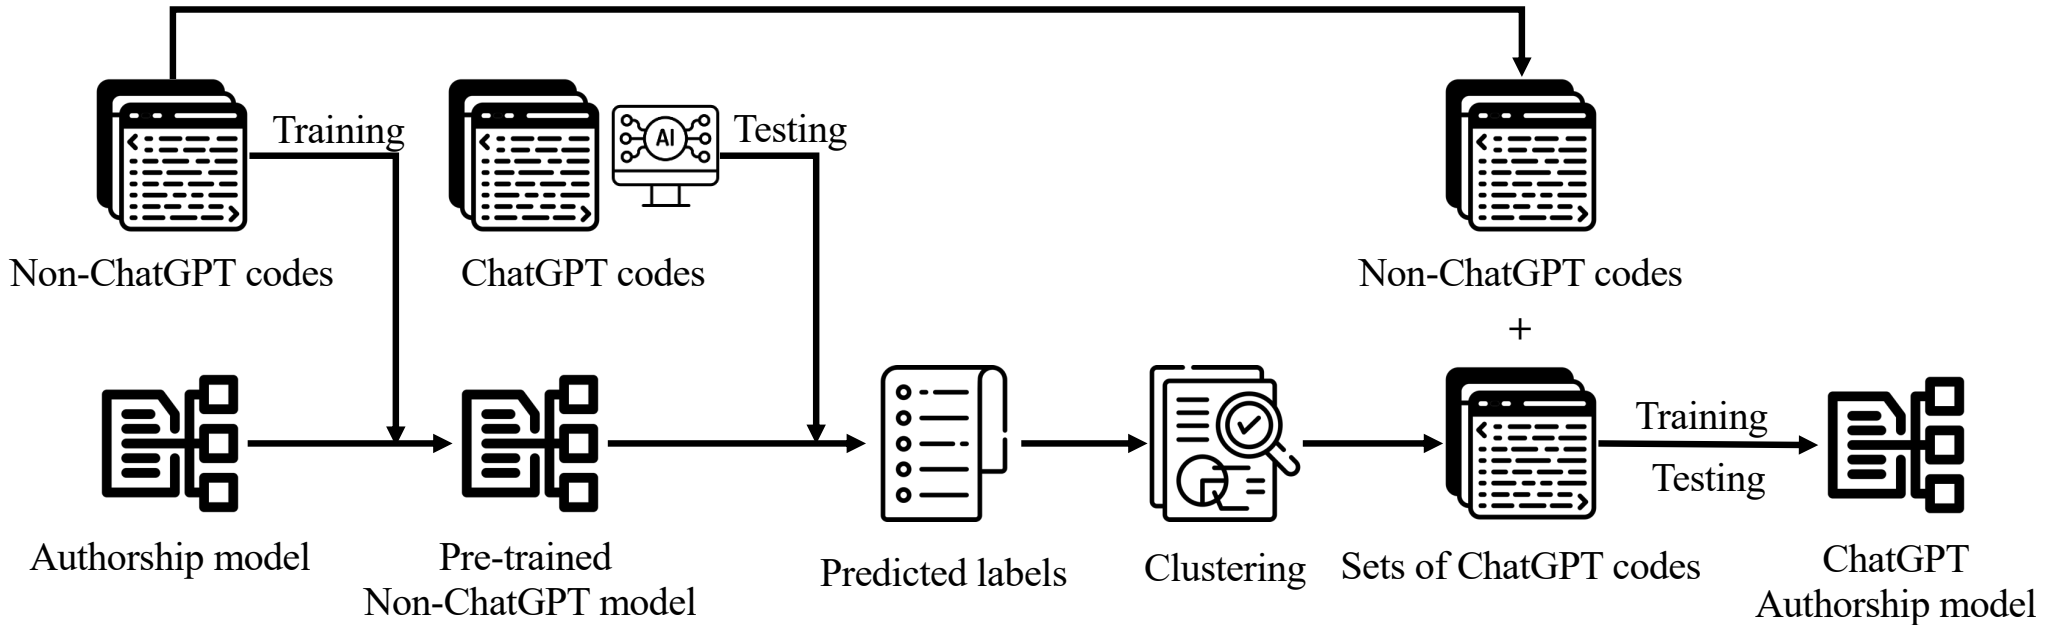 Training
AI
Testing
Non-ChatGPT codes
ChatGPT codes
Non-ChatGPT codes
+
Training
Testing
Authorship model
Pre-trained
Non-ChatGPT model
Predicted labels
Clustering
Sets of ChatGPT codes
ChatGPT
Authorship model